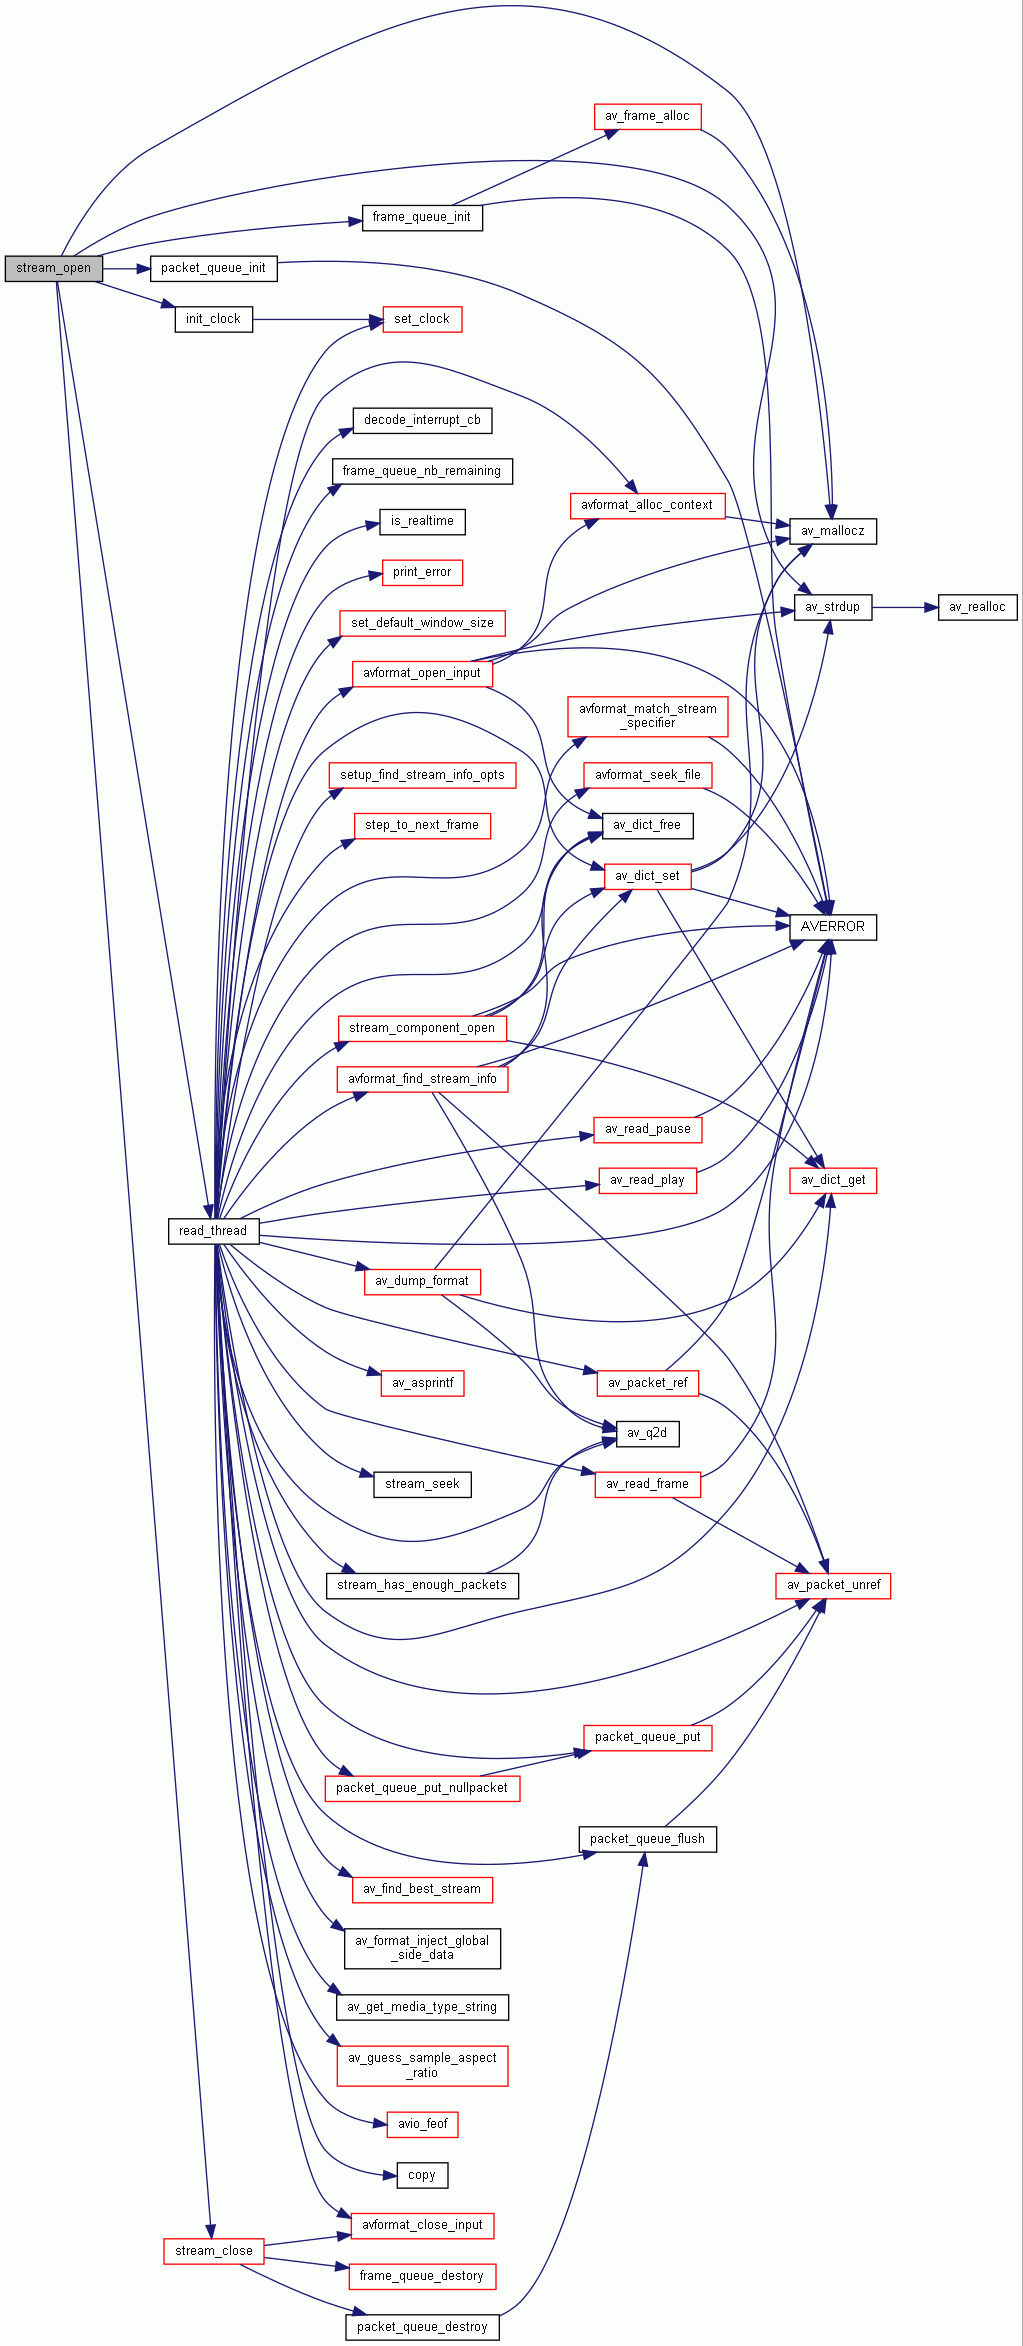 av_frame_alloc
frame_queue_init
stream_open
packet_queue_init
init_clock
set_clock
decode_interrupt_cb
frame_queue_nb_remaining
avformat_alloc_context
is_realtime
av_mallocz
print_error
av_strdup
av_realloc
set_default_window_size
avformat_open_input
avformat_match_stream
_specifier
setup_find_stream_info_opts
avformat_seek_file
step_to_next_frame
av_dict_free
av_dict_set
AVERROR
stream_component_open
avformat_find_stream_info
av_read_pause
av_read_play
av_dict_get
read_thread
av_dump_format
av_asprintf
av_packet_ref
av_q2d
stream_seek
av_read_frame
stream_has_enough_packets
av_packet_unref
packet_queue_put
packet_queue_put_nullpacket
packet_queue_flush
av_find_best_stream
av_format_inject_global
_side_data
av_get_media_type_string
av_guess_sample_aspect
_ratio
avio_feof
copy
avformat_close_input
stream_close
frame_queue_destory
packet_queue_destroy